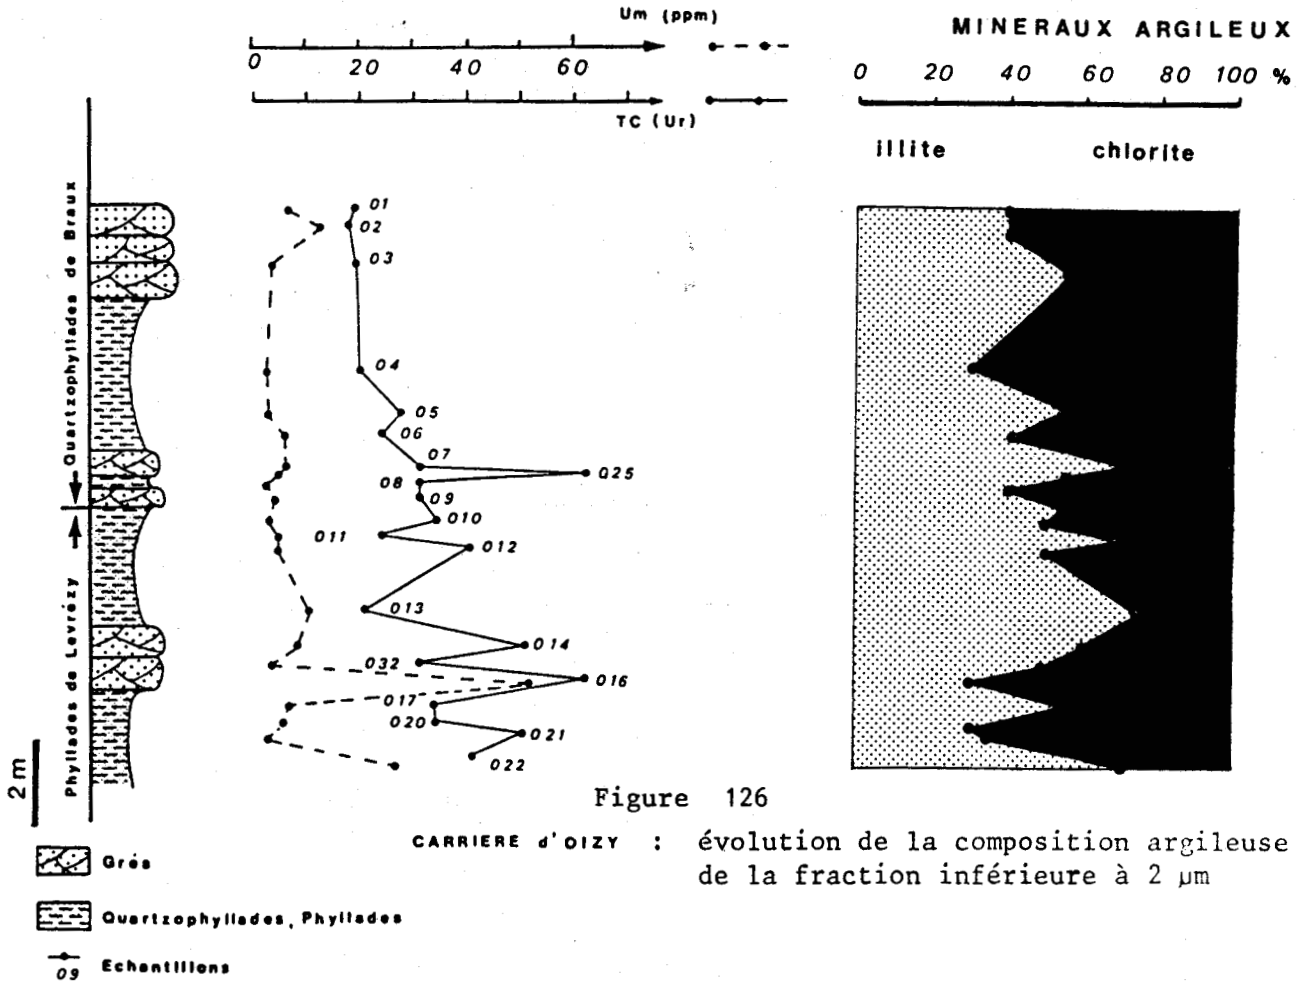 Um (ppm)
0 20 40 60
TC (Ur)
MINERAUX ARGILEUX
0 20 40 60 80 100 %
illite chlorite
Quartzophyllades de Braux
Phyllades de Levrézy
2m
01
02
03
04
05
06
07
025
08
09
010
011
012
013
014
032
016
017
020
021
022
Figure 126
CARRIERE d'OIZY : évolution de la composition argileuse
de la fraction inférieure à 2 µm
Grés
Quartzophyllades, Phyllades
09 Echantillons